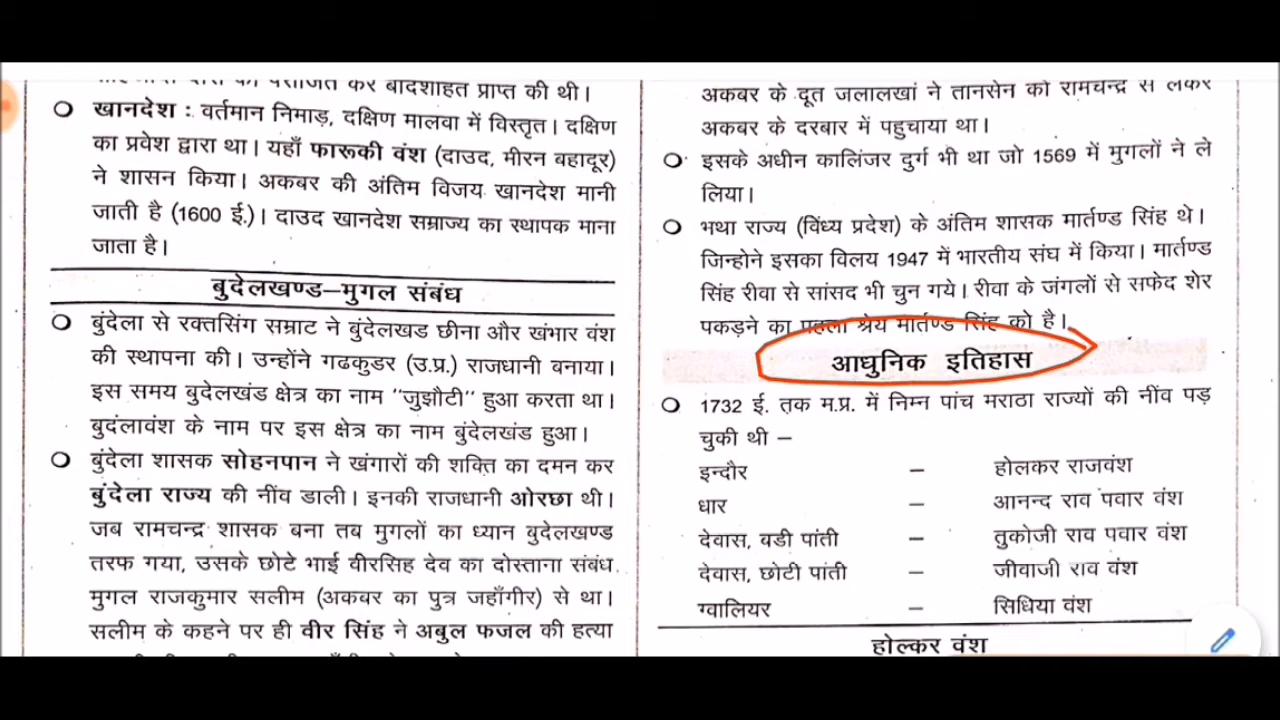 को पराजित कर बादशाहत प्राप्त की थी।
खानदेश : वर्तमान निमाड़, दक्षिण मालवा में विस्तृत। दक्षिण
का प्रवेश द्वारा था। यहाँ फारूकी वंश (दाउद, मीरन बहादूर)
ने शासन किया। अकबर की अंतिम विजय खानदेश मानी
जाती है (1600 ई.)। दाउद खानदेश सम्राज्य का स्थापक माना
जाता है।
बुदेलखण्ड–मुगल संबंध
बुंदेला से रक्तसिंग सम्राट ने बुंदेलखड छीना और खंभार वंश
की स्थापना की। उन्होंने गढकुडर (उ.प्र.) राजधानी बनाया।
इस समय बुदेलखंड क्षेत्र का नाम "जुझौटी" हुआ करता था।
बुदलावंश के नाम पर इस क्षेत्र का नाम बुंदेलखंड हुआ।
बुंदेला शासक सोहनपान ने खंगारों की शक्ति का दमन कर
बुंदेला राज्य की नींव डाली। इनकी राजधानी ओरछा थी।
जब रामचन्द्र शासक बना तब मुगलों का ध्यान बुदेलखण्ड
तरफ गया, उसके छोटे भाई वीरसिह देव का दोस्ताना संबंध
मुगल राजकुमार सलीम (अकबर का पुत्र जहाँगीर) से था।
सलीम के कहने पर ही वीर सिंह ने अबुल फजल की हत्या
अकबर के दूत जलालखां ने तानसेन को रामचन्द्र से लेकर
अकबर के दरबार में पहुचाया था।
इसके अधीन कालिंजर दुर्ग भी था जो 1569 में मुगलों ने ले
लिया।
भथा राज्य (विंध्य प्रदेश) के अंतिम शासक मार्तण्ड सिंह थे।
जिन्होने इसका विलय 1947 में भारतीय संघ में किया। मार्तण्ड
सिंह रीवा से सांसद भी चुन गये। रीवा के जंगलों से सफेद शेर
पकड़ने का पहला श्रेय मार्तण्ड सिंह को है।
आधुनिक इतिहास
1732 ई. तक म.प्र. में निम्न पांच मराठा राज्यों की नींव पड़
चुकी थी –
इन्दौर – होलकर राजवंश
धार – आनन्द राव पवार वंश
देवास, बडी पांती – तुकोजी राव पवार वंश
देवास, छोटी पांती – जीवाजी राव वंश
ग्वालियर – सिधिया वंश
होल्कर वंश